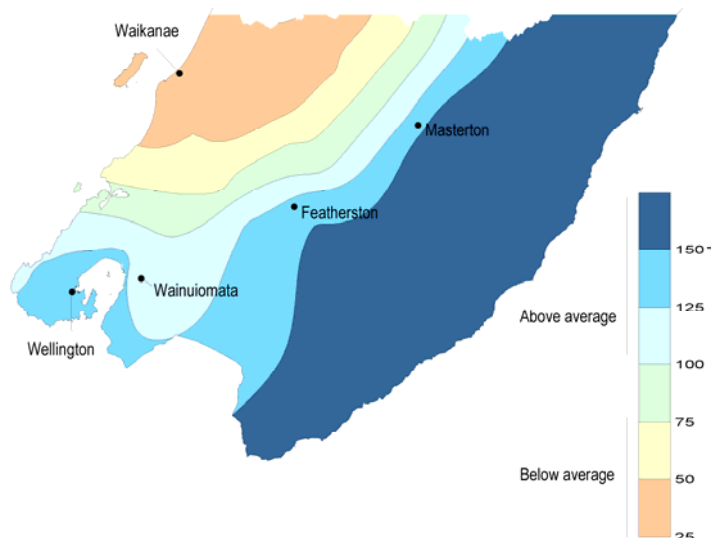 Waikanae
Masterton
Featherston
Wainuiomata
Wellington
150
125
Above average
100
75
Below average
50
25